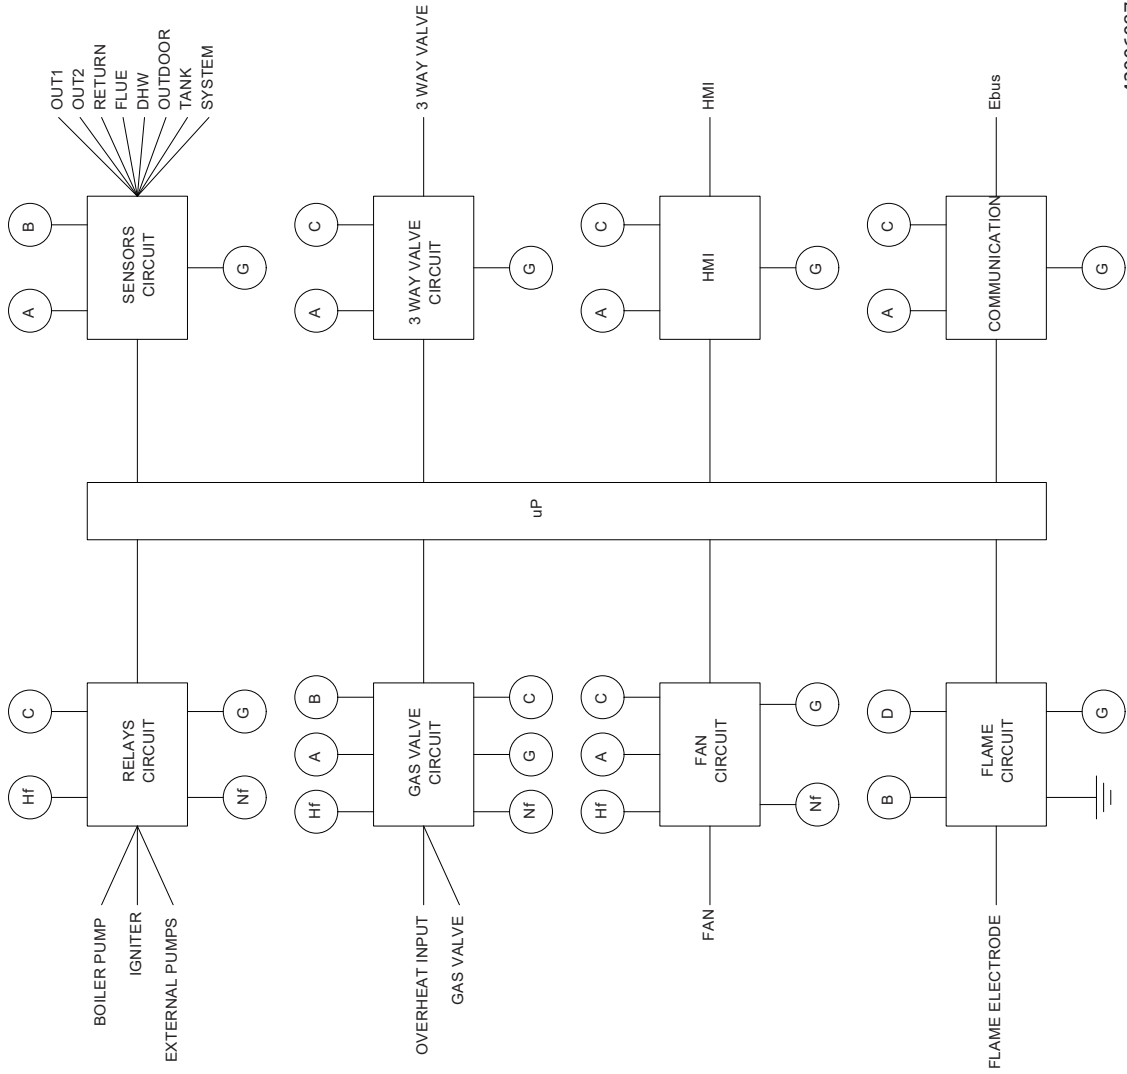 OUT1
OUT2
RETURN
FLUE
DHW
OUTDOOR
TANK
SYSTEM
B
A
SENSORS
CIRCUIT
G
3 WAY VALVE
C
A
3 WAY VALVE
CIRCUIT
G
HMI
C
A
HMI
G
Ebus
C
A
COMMUNICATION
G
uP
C
Hf
RELAYS
CIRCUIT
G
Nf
BOILER PUMP
IGNITER
EXTERNAL PUMPS
B
A
Hf
GAS VALVE
CIRCUIT
C
G
Nf
OVERHEAT INPUT
GAS VALVE
C
A
Hf
FAN
CIRCUIT
G
Nf
FAN
D
B
FLAME
CIRCUIT
G
FLAME ELECTRODE